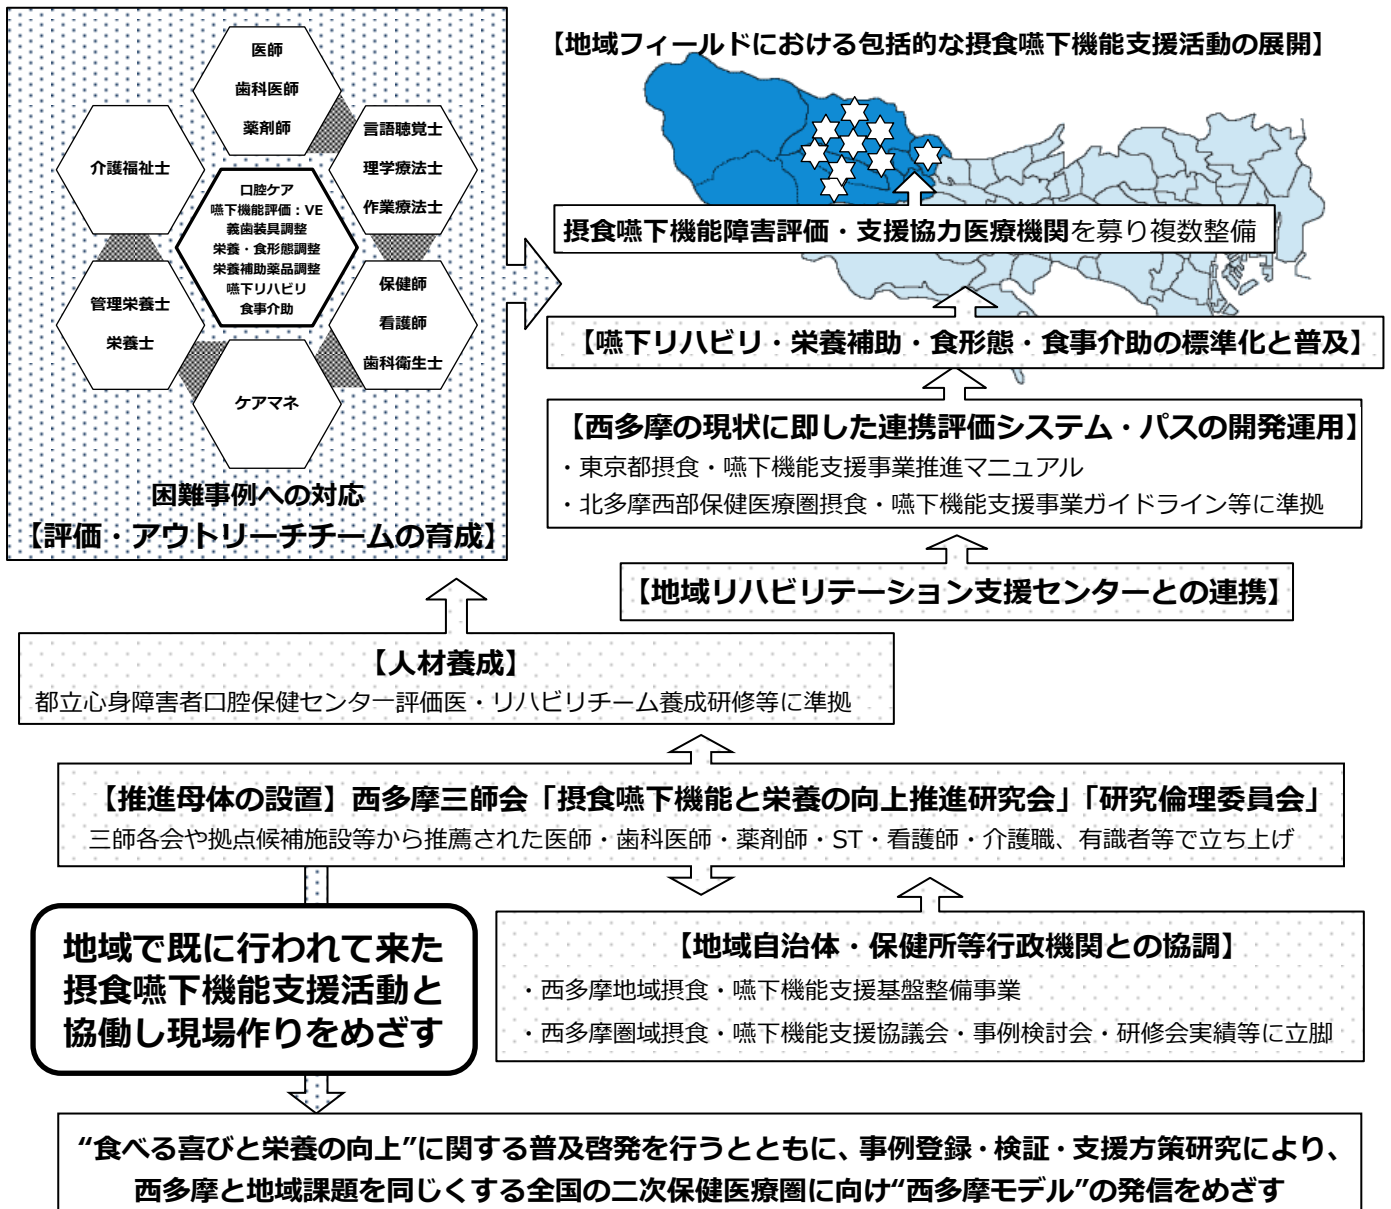 医師
歯科医師
薬剤師
言語聴覚士
理学療法士
作業療法士
介護福祉士
口腔ケア
嚥下機能評価：VE
義歯装具調整
栄養・食形態調整
栄養補助薬品調整
嚥下リハビリ
食事介助
管理栄養士
栄養士
保健師
看護師
歯科衛生士
ケアマネ
困難事例への対応
【評価・アウトリーチチームの育成】
【地域フィールドにおける包括的な摂食嚥下機能支援活動の展開】
摂食嚥下機能障害評価・支援協力医療機関を募り複数整備
【嚥下リハビリ・栄養補助・食形態・食事介助の標準化と普及】
【西多摩の現状に即した連携評価システム・パスの開発運用】
・東京都摂食・嚥下機能支援事業推進マニュアル
・北多摩西部保健医療圏摂食・嚥下機能支援事業ガイドライン等に準拠
【地域リハビリテーション支援センターとの連携】
【人材養成】
都立心身障害者口腔保健センター評価医・リハビリチーム養成研修等に準拠
【推進母体の設置】西多摩三師会「摂食嚥下機能と栄養の向上推進研究会」「研究倫理委員会」
三師各会や拠点候補施設等から推薦された医師・歯科医師・薬剤師・ST・看護師・介護職、有識者等で立ち上げ
地域で既に行われて来た
摂食嚥下機能支援活動と
協働し現場作りをめざす
【地域自治体・保健所等行政機関との協調】
・西多摩地域摂食・嚥下機能支援基盤整備事業
・西多摩圏域摂食・嚥下機能支援協議会・事例検討会・研修会実績等に立脚
“食べる喜びと栄養の向上”に関する普及啓発を行うとともに、事例登録・検証・支援方策研究により、
西多摩と地域課題を同じくする全国の二次保健医療圏に向け“西多摩モデル”の発信をめざす